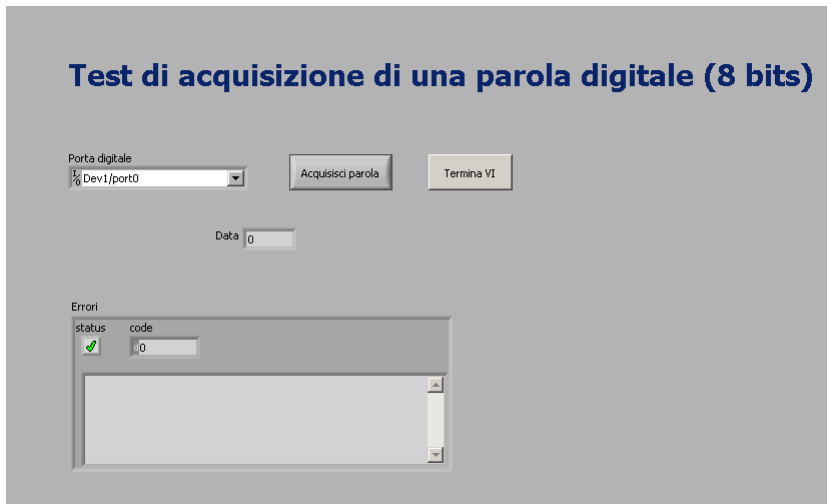 Test di acquisizione di una parola digitale (8 bits)
Porta digitale
I/O Dev1/port0
Acquisisci parola
Termina VI
Data 0
Errori
status code
d0